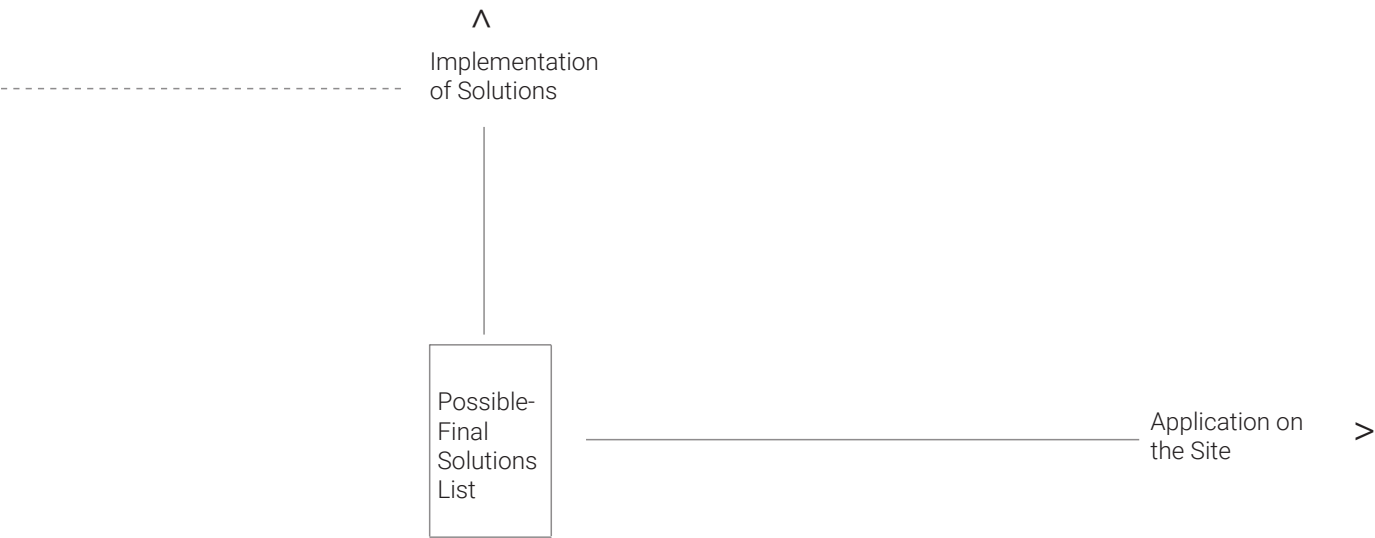 Implementation
of Solutions
Possible-
Final
Solutions
List
Application on
the Site
>